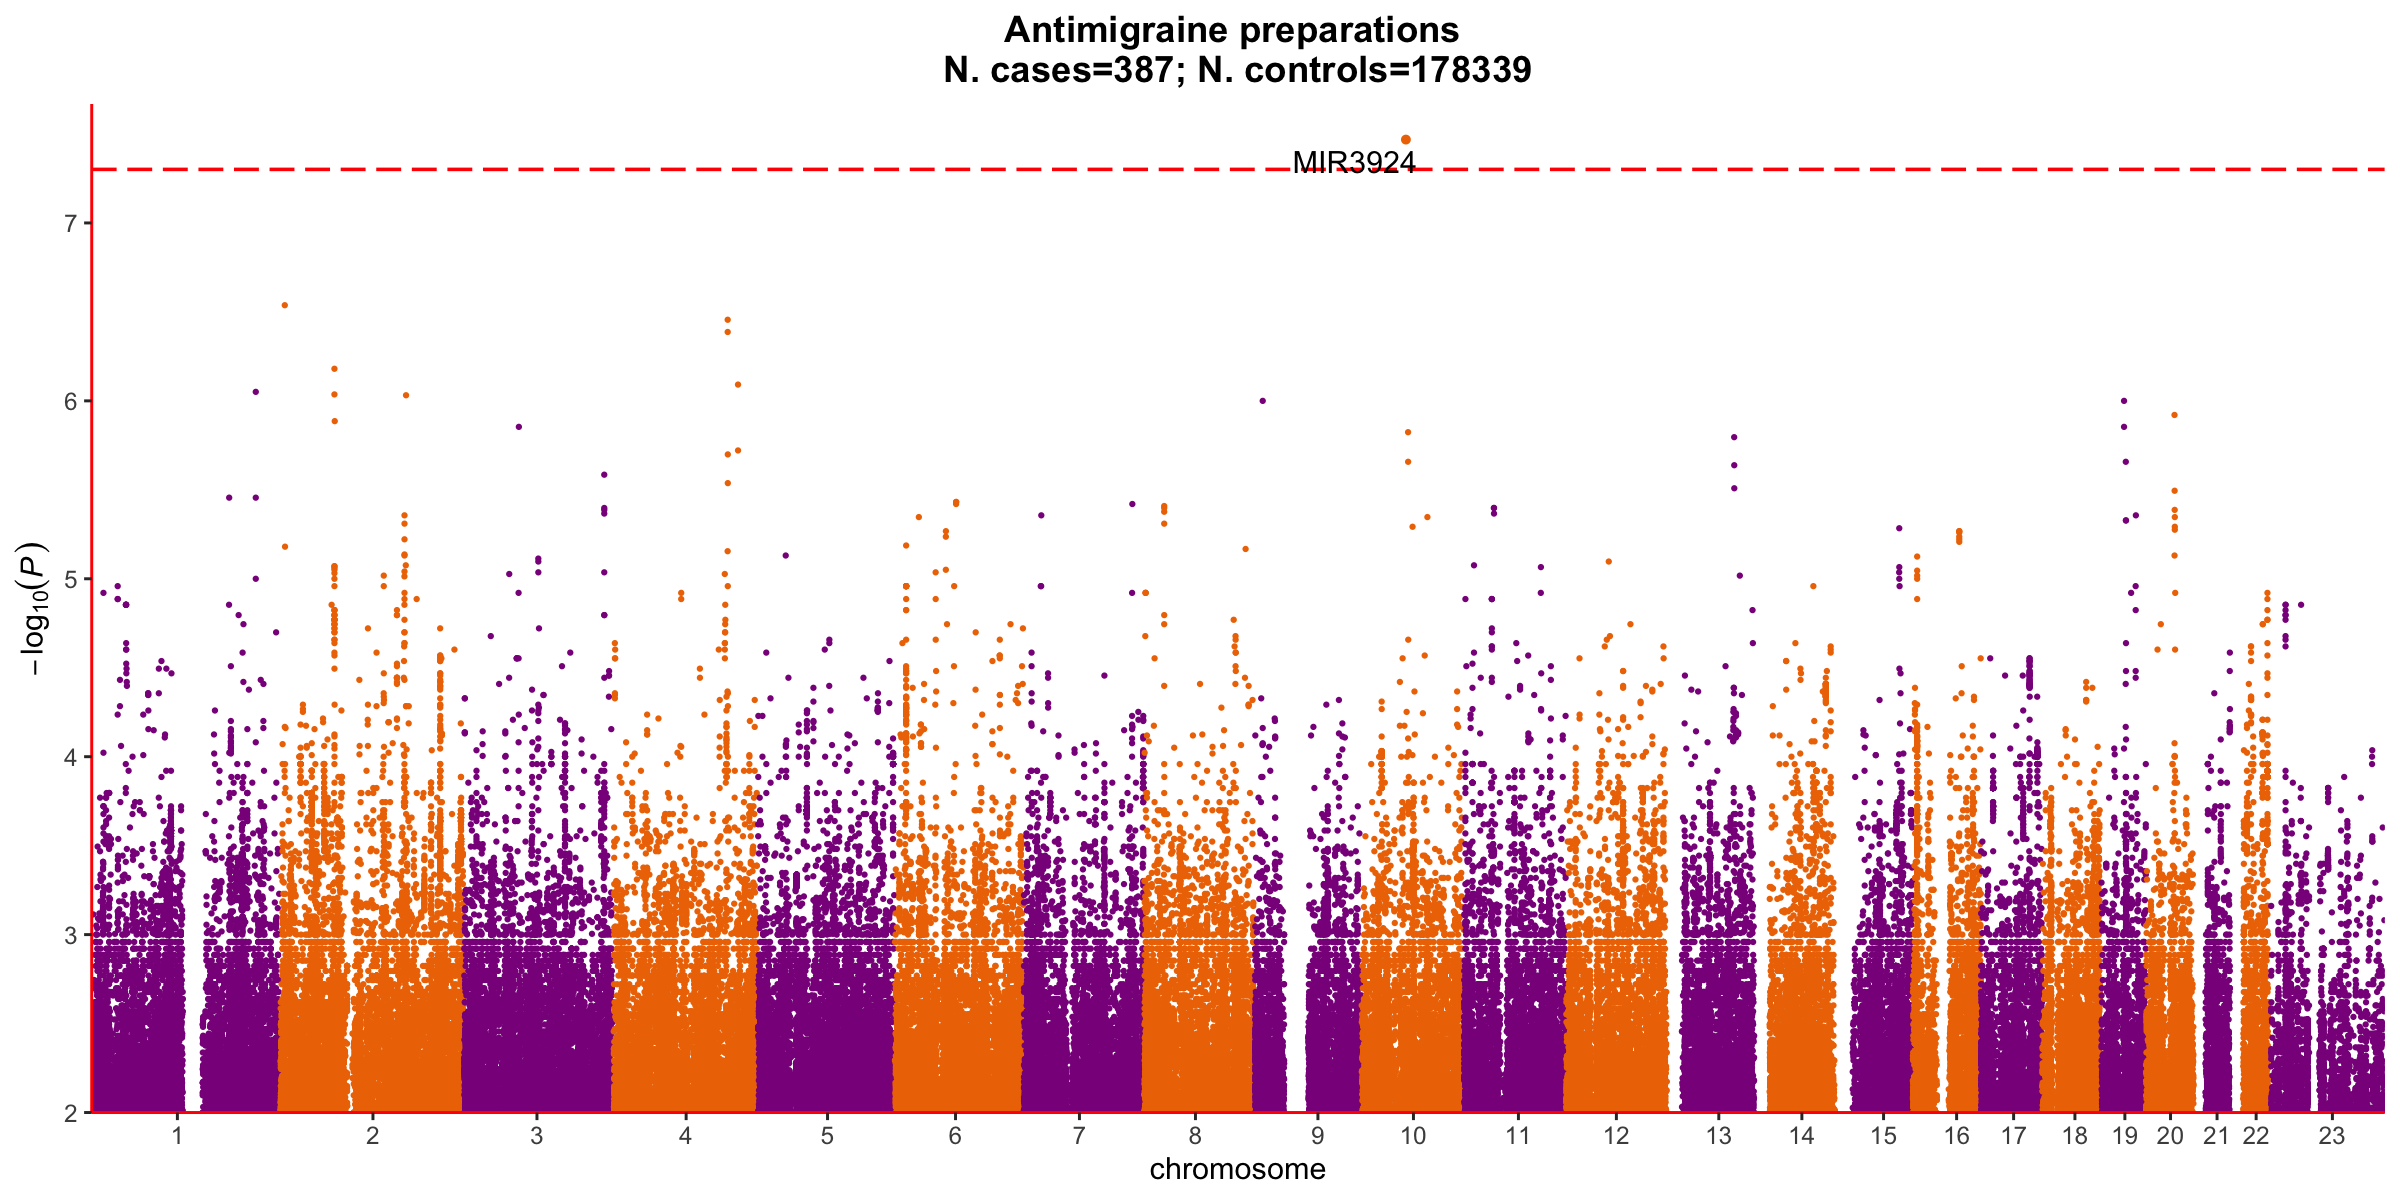 Antimigraine preparations
N. cases=387; N. controls=178339
MIR3924
−log₁₀(P)
7
6
5
4
3
2
1 2 3 4 5 6 7 8 9 10 11 12 13 14 15 16 17 18 19 20 21 22 23
chromosome